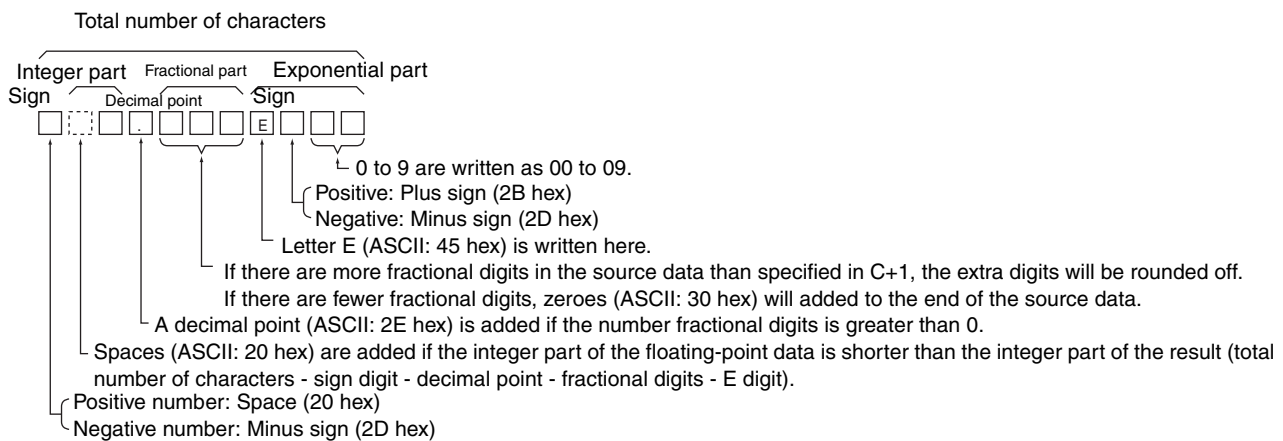 Total number of characters
Integer part Fractional part Exponential part
Sign Decimal point Sign
. E
0 to 9 are written as 00 to 09.
Positive: Plus sign (2B hex)
Negative: Minus sign (2D hex)
Letter E (ASCII: 45 hex) is written here.
If there are more fractional digits in the source data than specified in C+1, the extra digits will be rounded off.
If there are fewer fractional digits, zeroes (ASCII: 30 hex) will added to the end of the source data.
A decimal point (ASCII: 2E hex) is added if the number fractional digits is greater than 0.
Spaces (ASCII: 20 hex) are added if the integer part of the floating-point data is shorter than the integer part of the result (total
number of characters - sign digit - decimal point - fractional digits - E digit).
Positive number: Space (20 hex)
Negative number: Minus sign (2D hex)